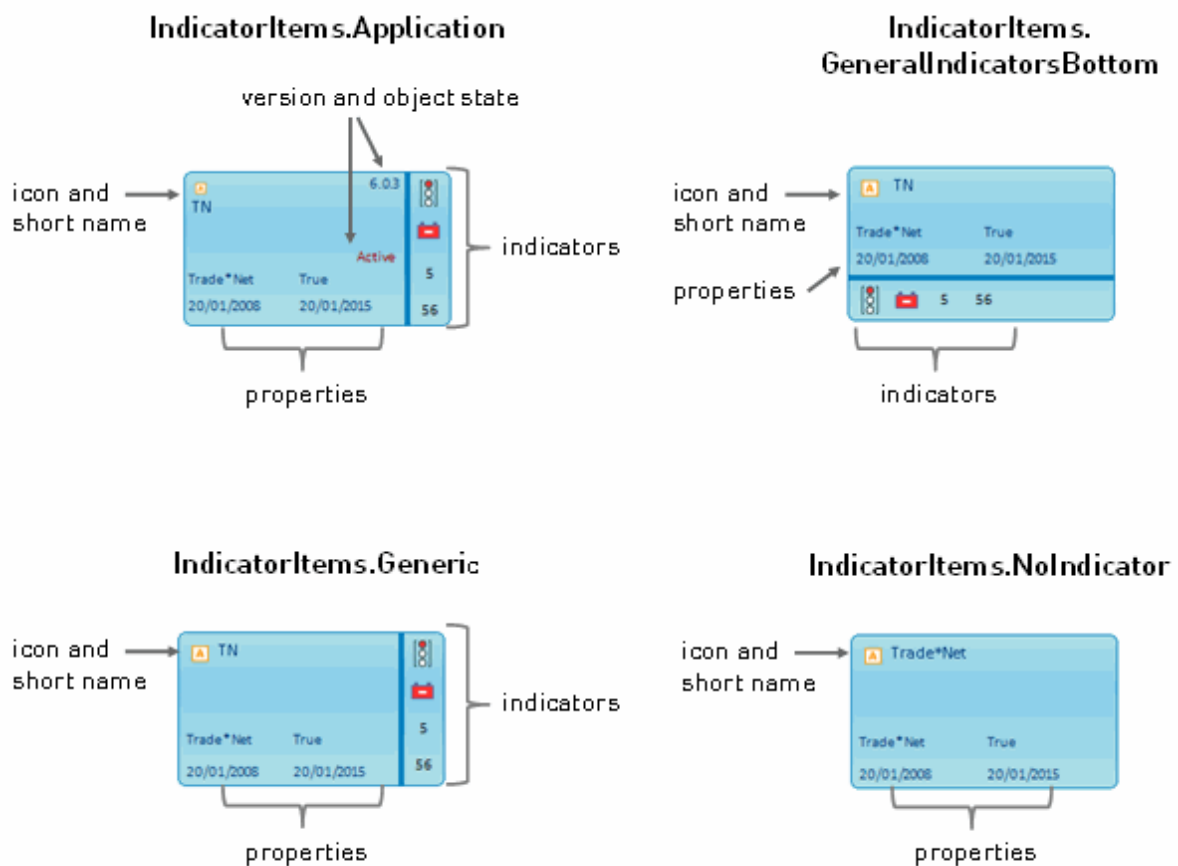 IndicatorItems.Application
version and object state
icon and
short name
A
6.0.3
TN
Active
Trade*Net True
20/01/2008 20/01/2015
5
56
indicators
properties
IndicatorItems.
GeneralIndicatorsBottom
icon and
short name
A TN
Trade*Net True
20/01/2008 20/01/2015
properties
5 56
indicators
IndicatorItems.Generic
icon and
short name
A TN
Trade*Net True
20/01/2008 20/01/2015
5
56
indicators
properties
IndicatorItems.NoIndicator
icon and
short name
A Trade*Net
Trade*Net True
20/01/2008 20/01/2015
properties